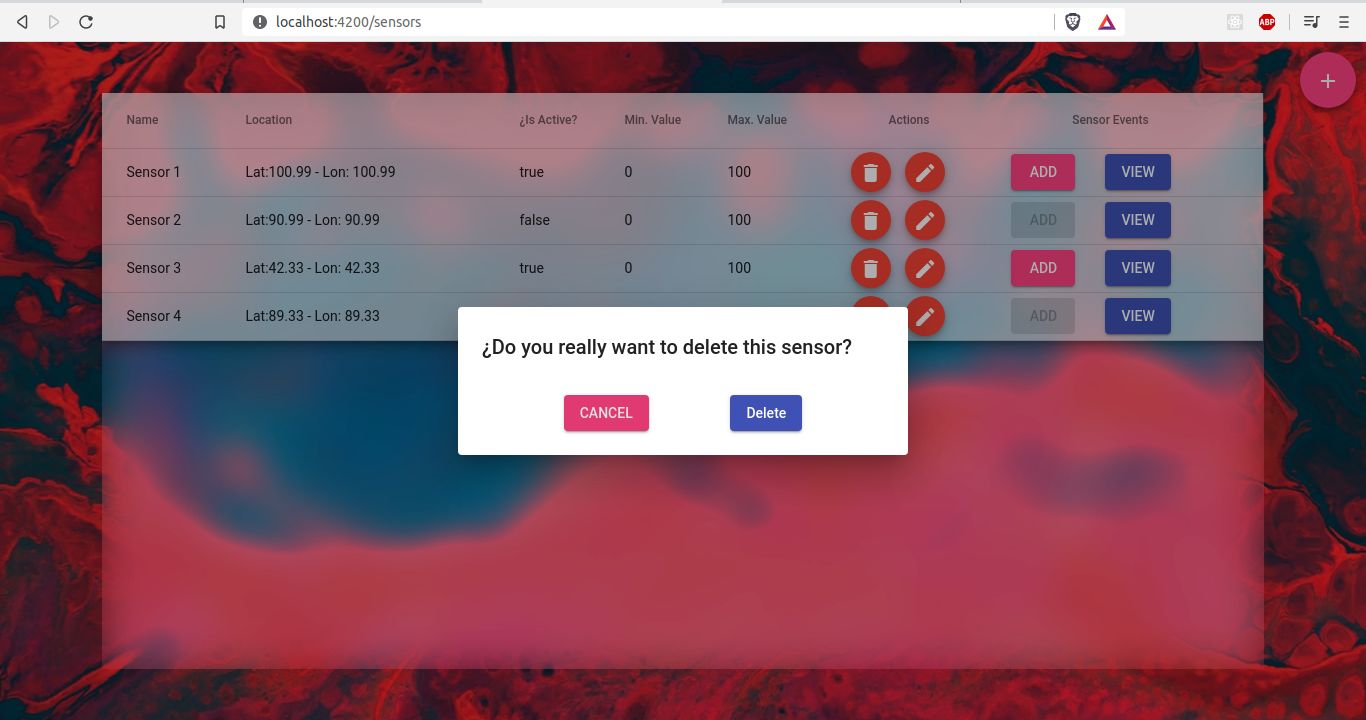 localhost:4200/sensors
ABP
+
Name Location ¿Is Active? Min. Value Max. Value Actions Sensor Events
Sensor 1 Lat:100.99 - Lon: 100.99 true 0 100 ADD VIEW
Sensor 2 Lat:90.99 - Lon: 90.99 false 0 100 ADD VIEW
Sensor 3 Lat:42.33 - Lon: 42.33 true 0 100 ADD VIEW
Sensor 4 Lat:89.33 - Lon: 89.33 ADD VIEW
¿Do you really want to delete this sensor?
CANCEL Delete